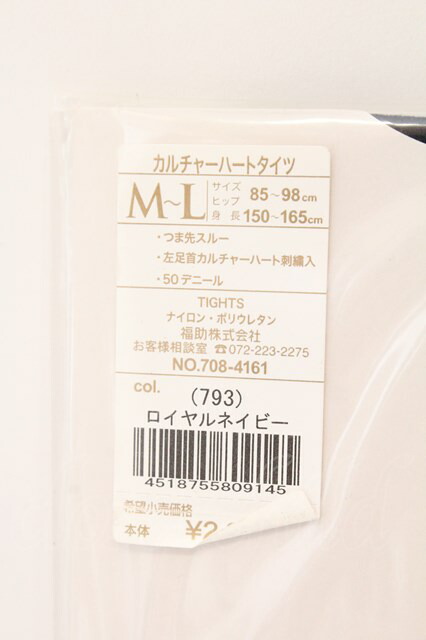 カルチャーハートタイツ
M~L サイズ
ヒップ 85~98cm
身長 150~165cm
・つま先スルー
・左足首カルチャーハート刺繍入
・50デニール
TIGHTS
ナイロン・ポリウレタン
福助株式会社
お客様相談室 ☎072-223-2275
NO.708-4161
col.
(793)
ロイヤルネイビー
4518755809145
希望小売価格
本体 ¥2